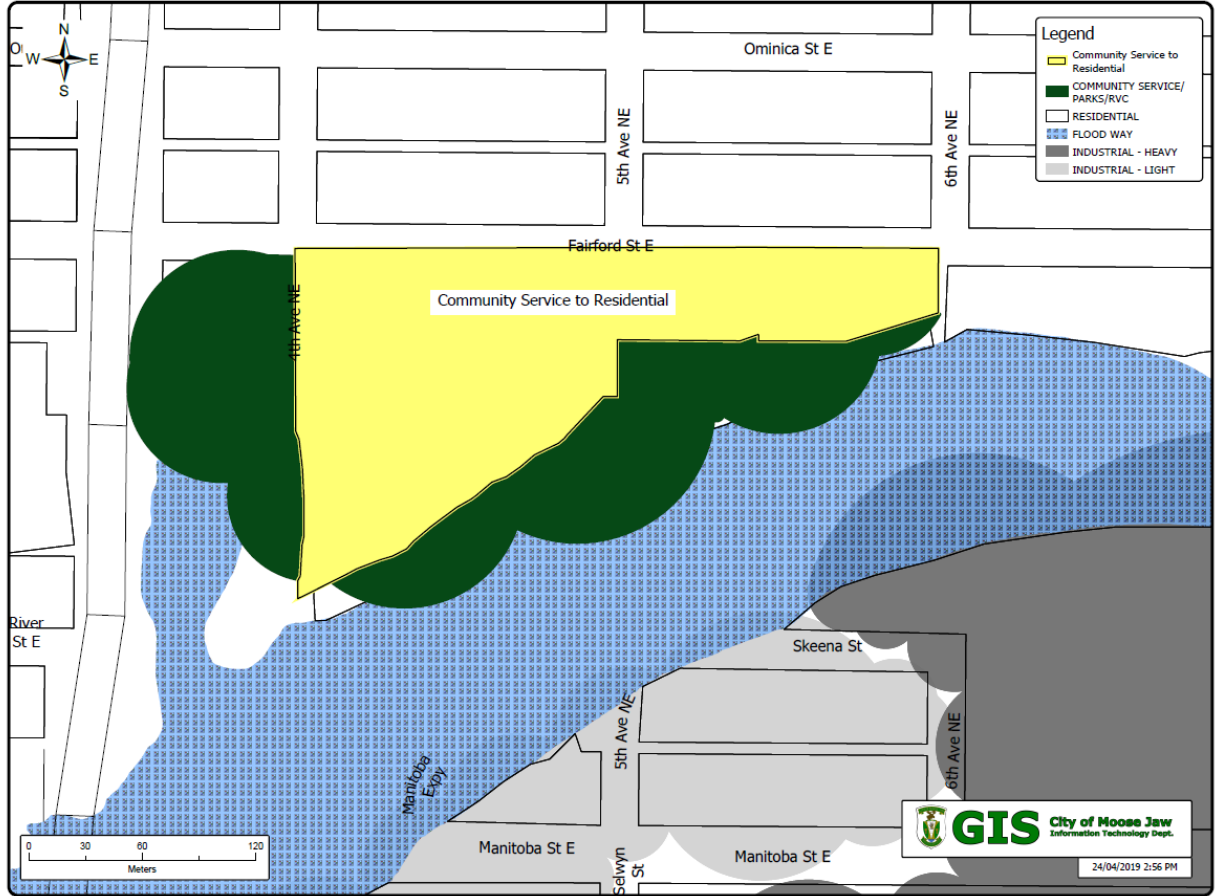 N
W E
S
Ominica St E
Legend
Community Service to
Residential
COMMUNITY SERVICE/
PARKS/RVC
RESIDENTIAL
FLOOD WAY
INDUSTRIAL - HEAVY
INDUSTRIAL - LIGHT
5th Ave NE
6th Ave NE
Fairford St E
4th Ave NE
Community Service to Residential
River
St E
Skeena St
5th Ave NE
6th Ave NE
Manitoba
Expy
Manitoba St E
Manitoba St E
Selwyn
St
0 30 60 120
Meters
GIS
City of Moose Jaw
Information Technology Dept.
24/04/2019 2:56 PM